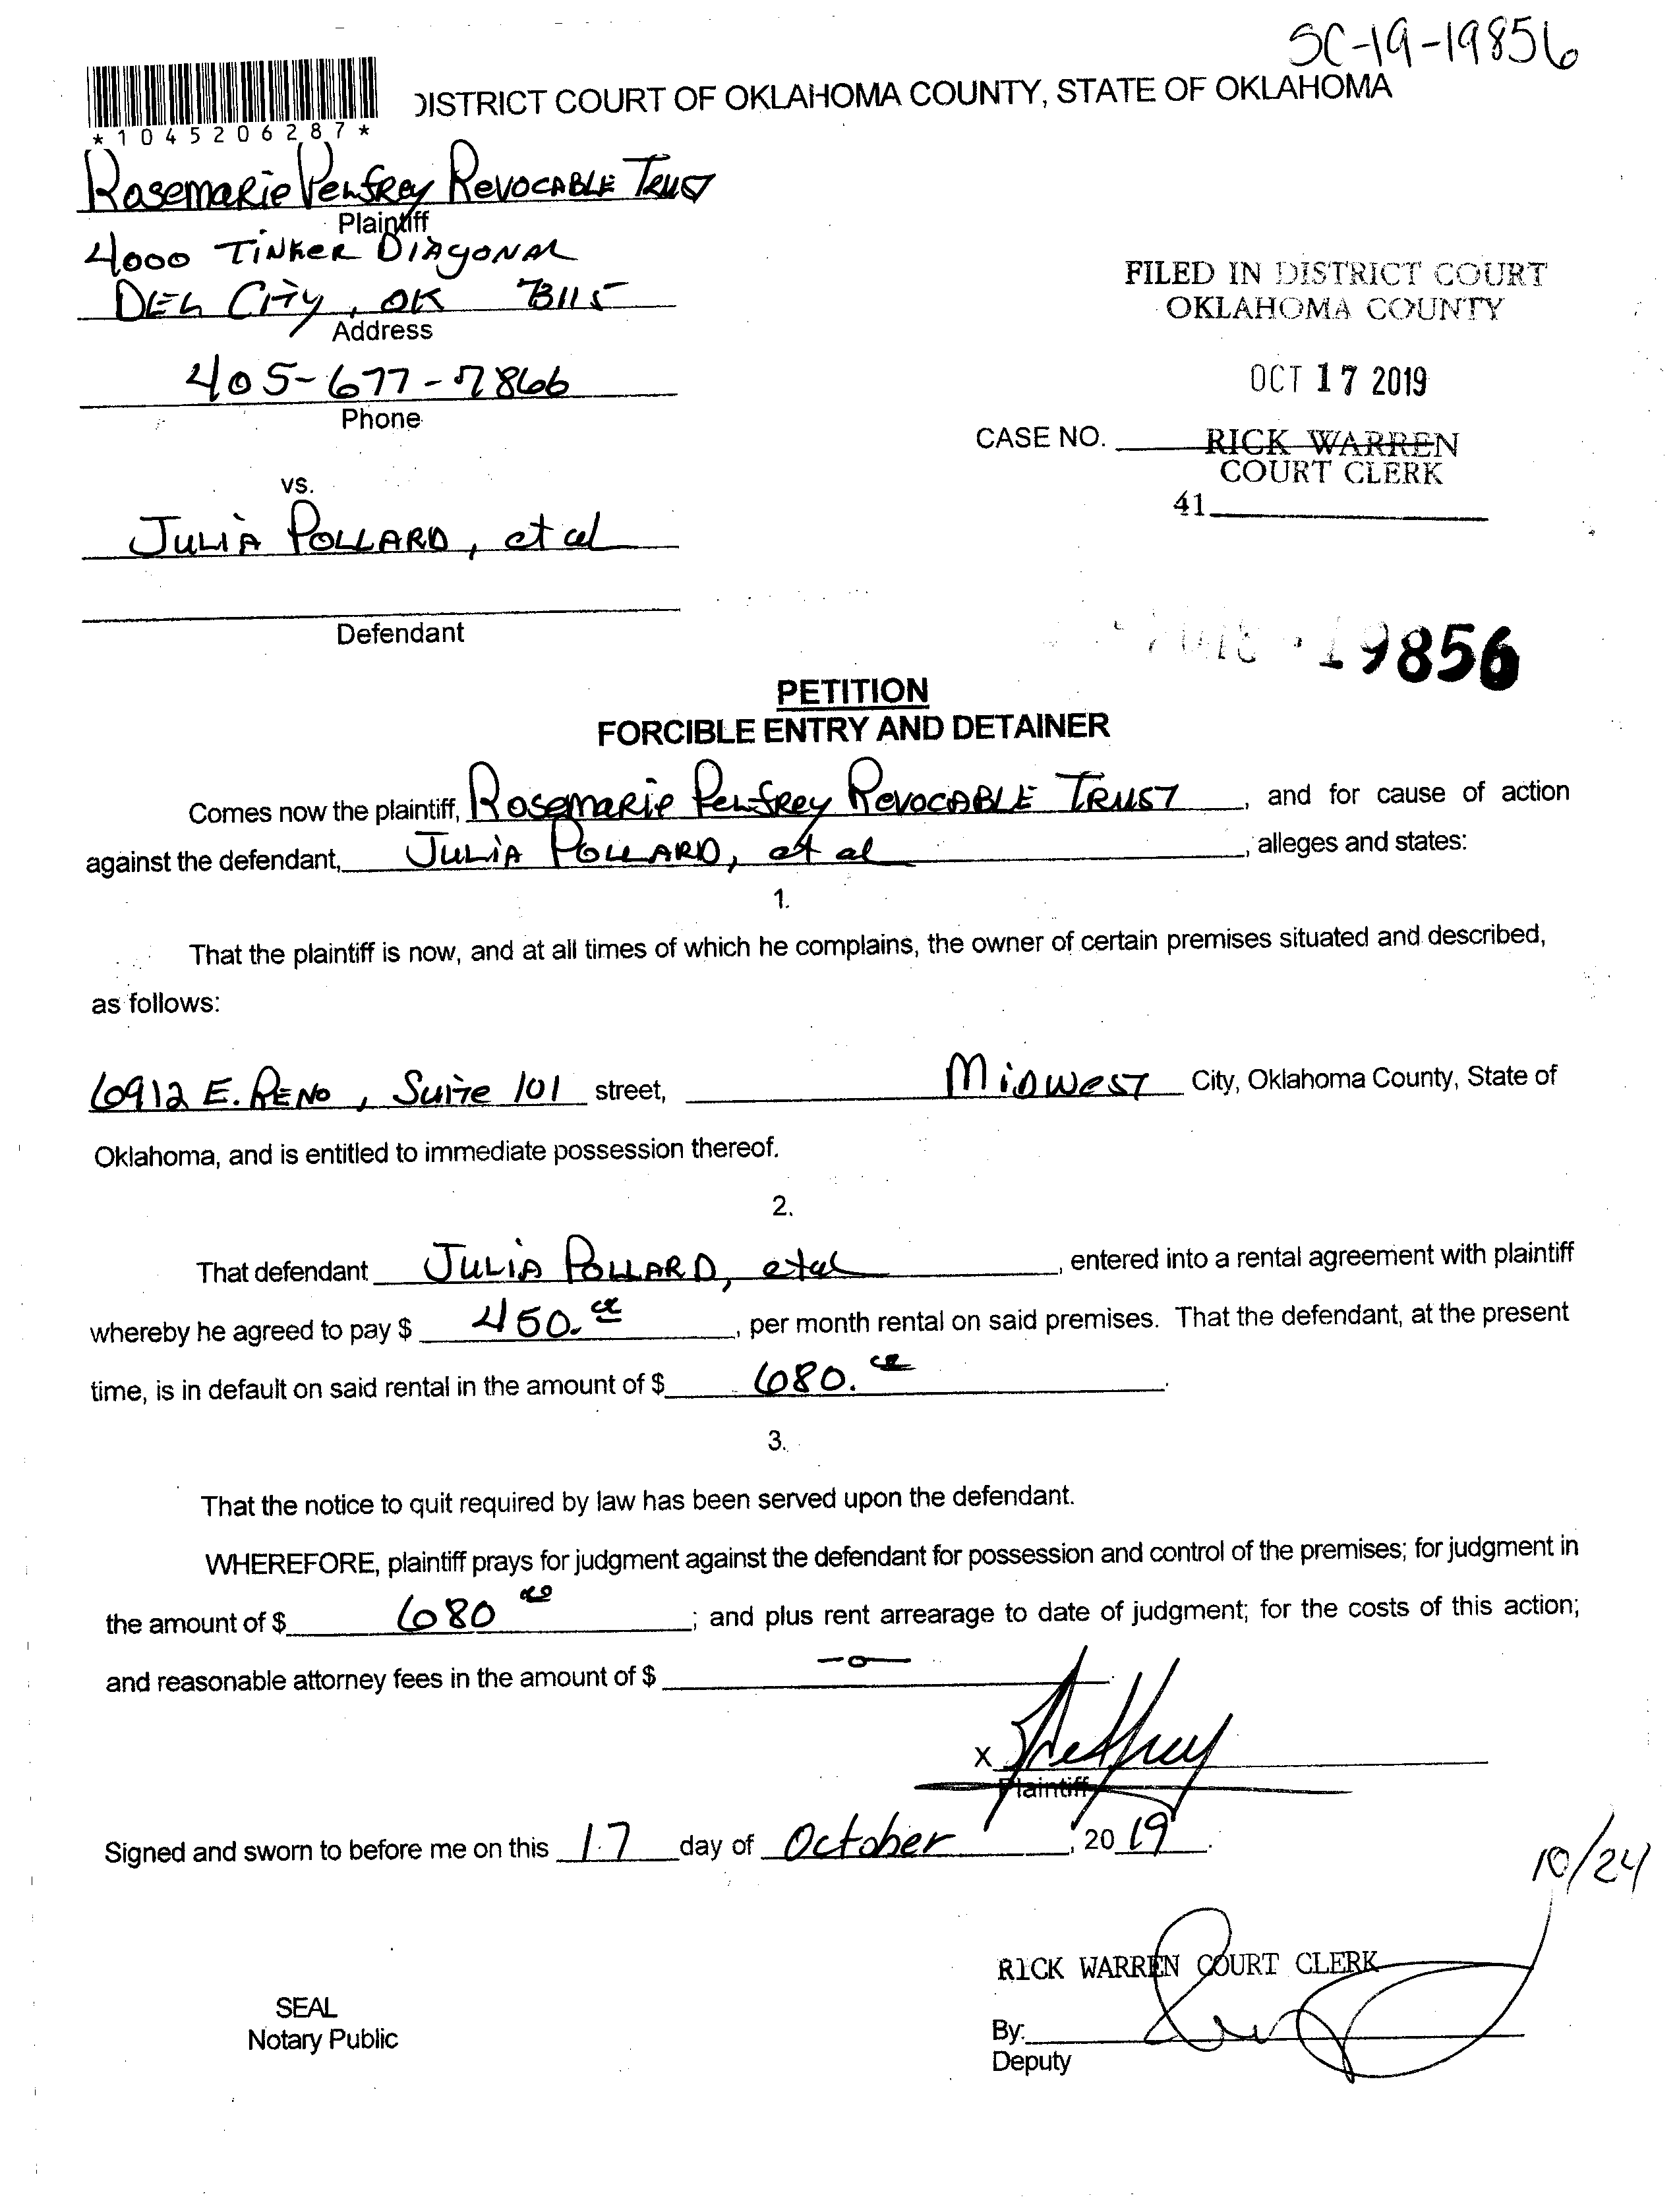 SC-19-19856
DISTRICT COURT OF OKLAHOMA COUNTY, STATE OF OKLAHOMA
*1045206287*
Rosemarie Penfrey Revocable Trust
Plaintiff
4000 Tinker Diagonal
Del City, OK 73115
Address
405-677-7866
Phone
FILED IN DISTRICT COURT
OKLAHOMA COUNTY
OCT 17 2019
CASE NO.
RICK WARREN
COURT CLERK
41
vs.
Julia Pollard, et al
Defendant
19856
PETITION
FORCIBLE ENTRY AND DETAINER
Comes now the plaintiff, Rosemarie Penfrey Revocable Trust, and for cause of action
against the defendant, Julia Pollard, et al, alleges and states:
1.
That the plaintiff is now, and at all times of which he complains, the owner of certain premises situated and described,
as follows:
6912 E. Reno, Suite 101 street, Midwest City, Oklahoma County, State of
Oklahoma, and is entitled to immediate possession thereof.
2.
That defendant Julia Pollard, et al, entered into a rental agreement with plaintiff
whereby he agreed to pay $ 450.00, per month rental on said premises. That the defendant, at the present
time, is in default on said rental in the amount of $ 680.00.
3.
That the notice to quit required by law has been served upon the defendant.
WHEREFORE, plaintiff prays for judgment against the defendant for possession and control of the premises; for judgment in
the amount of $ 680 00; and plus rent arrearage to date of judgment; for the costs of this action;
and reasonable attorney fees in the amount of $ -0-
X
Plaintiff
Signed and sworn to before me on this 17 day of October, 2019.
10/24
RICK WARREN COURT CLERK
SEAL
Notary Public
By:
Deputy